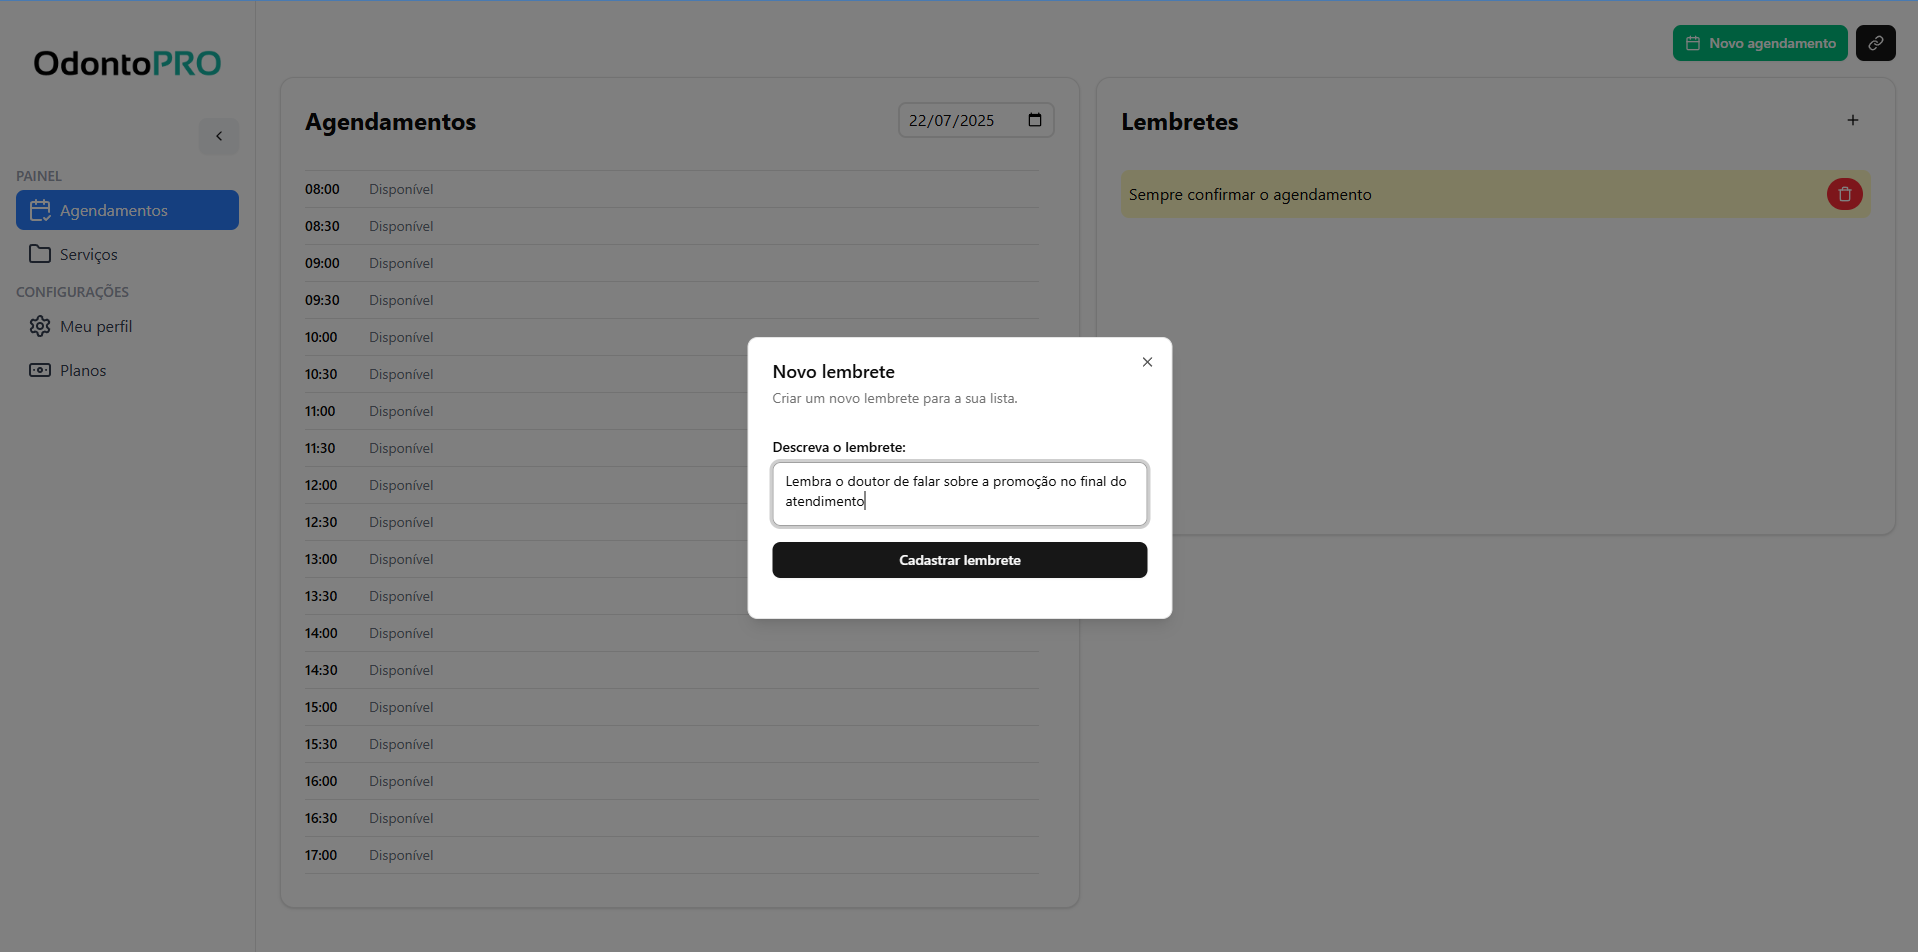 OdontoPRO
PAINEL
Agendamentos
Serviços
CONFIGURAÇÕES
Meu perfil
Planos
Novo agendamento
Agendamentos
22/07/2025
08:00 Disponível
08:30 Disponível
09:00 Disponível
09:30 Disponível
10:00 Disponível
10:30 Disponível
11:00 Disponível
11:30 Disponível
12:00 Disponível
12:30 Disponível
13:00 Disponível
13:30 Disponível
14:00 Disponível
14:30 Disponível
15:00 Disponível
15:30 Disponível
16:00 Disponível
16:30 Disponível
17:00 Disponível
Lembretes
Sempre confirmar o agendamento
Novo lembrete
Criar um novo lembrete para a sua lista.
Descreva o lembrete:
Lembra o doutor de falar sobre a promoção no final do
atendimento
Cadastrar lembrete